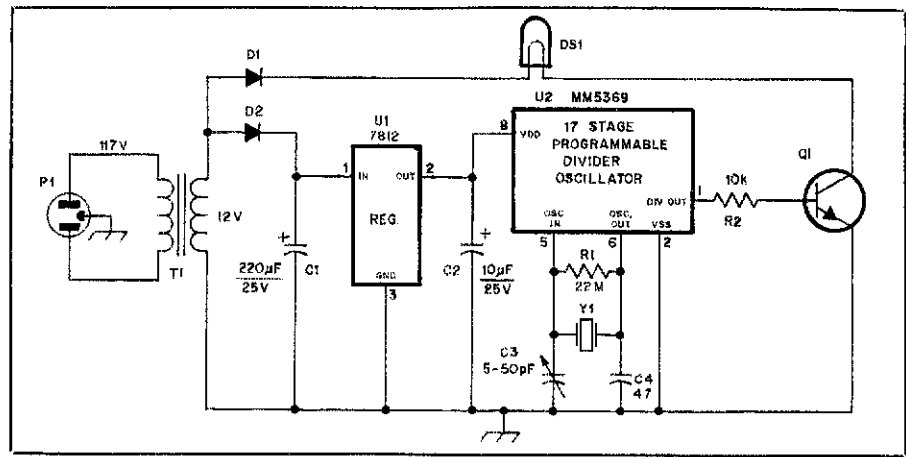 DS1
D1
D2
U2 MM5369
U1
7812
117V
P1
12V
T1
1
IN
OUT
2
REG.
GND
3
220µF
25V
C1
C2
10µF
25V
8
VDD
17 STAGE
PROGRAMMABLE
DIVIDER
OSCILLATOR
DIV OUT
1
OSC
IN
OSC.
OUT
VSS
5
6
2
10k
R2
Q1
R1
22M
Y1
C3
5-50pF
C4
47